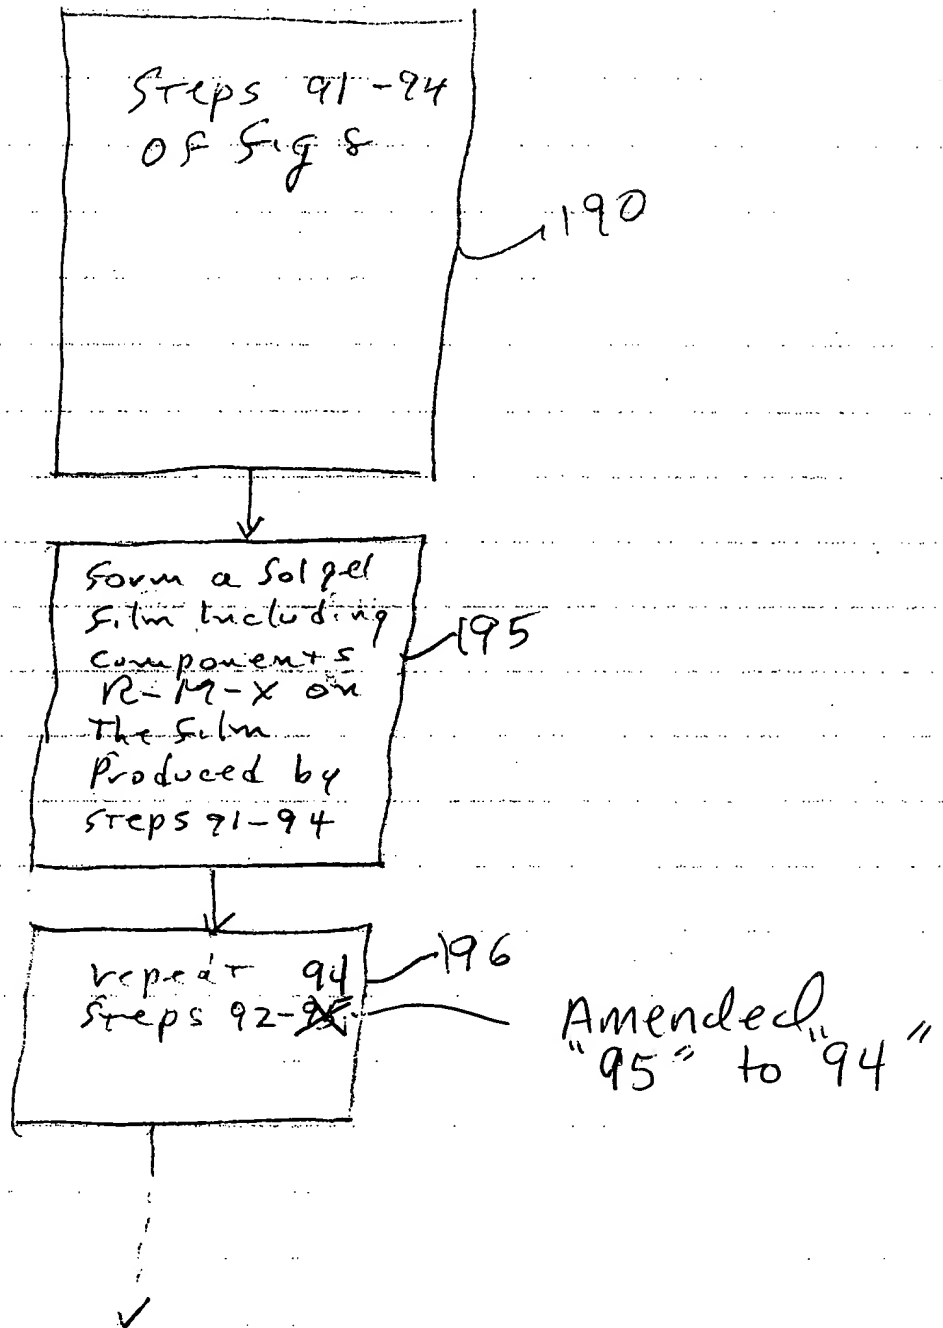 Steps 91-94
of fig 8
190
form a Sol gel
film including
components
R-M-X on
the film
Produced by
steps 91-94
195
repeat 94
Steps 92-95
196
Amended
"95" to "94"